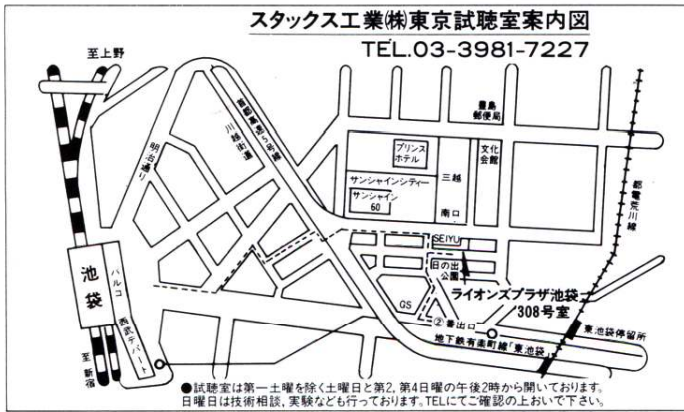 スタックス工業㈱東京試聴室案内図
TEL.03-3981-7227
至上野
明治通り
川越街道
首都高速5号線
豊島
郵便局
プリンス
ホテル
三越
文化
会館
サンシャインシティー
サンシャイン
60
南口
都電荒川線
SEIYU
日の出
公園
ライオンズプラザ池袋
308号室
池袋
パルコ
西武デパート
GS
②番出口
地下鉄有楽町線「東池袋」
東池袋停留所
至新宿
●試聴室は第一土曜を除く土曜日と第2，第4日曜の午後2時から開いております。
日曜日は技術相談，実験なども行っております。TELにてご確認の上おいで下さい。